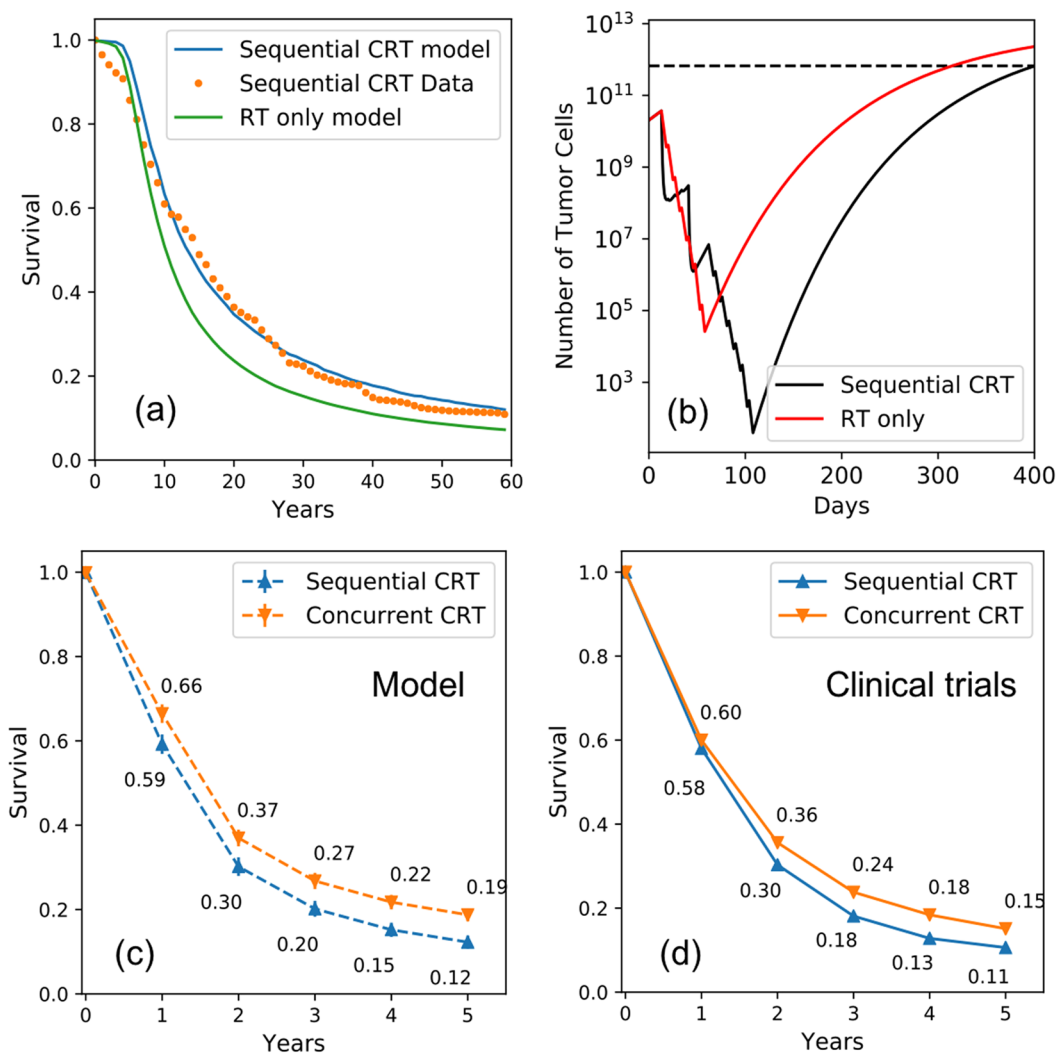 Sequential CRT model
Sequential CRT Data
RT only model
1.0
0.8
0.6
0.4
0.2
0.0
Survival
(a)
0 10 20 30 40 50 60
Years
10^13
10^11
10^9
10^7
10^5
10^3
Number of Tumor Cells
Sequential CRT
RT only
(b)
0 100 200 300 400
Days
Sequential CRT
Concurrent CRT
Model
1.0
0.8
0.6
0.4
0.2
0.0
Survival
0.66
0.59
0.37
0.30
0.27
0.20
0.22
0.15
0.19
0.12
(c)
0 1 2 3 4 5
Years
Sequential CRT
Concurrent CRT
Clinical trials
1.0
0.8
0.6
0.4
0.2
0.0
Survival
0.60
0.58
0.36
0.30
0.24
0.18
0.18
0.13
0.15
0.11
(d)
0 1 2 3 4 5
Years